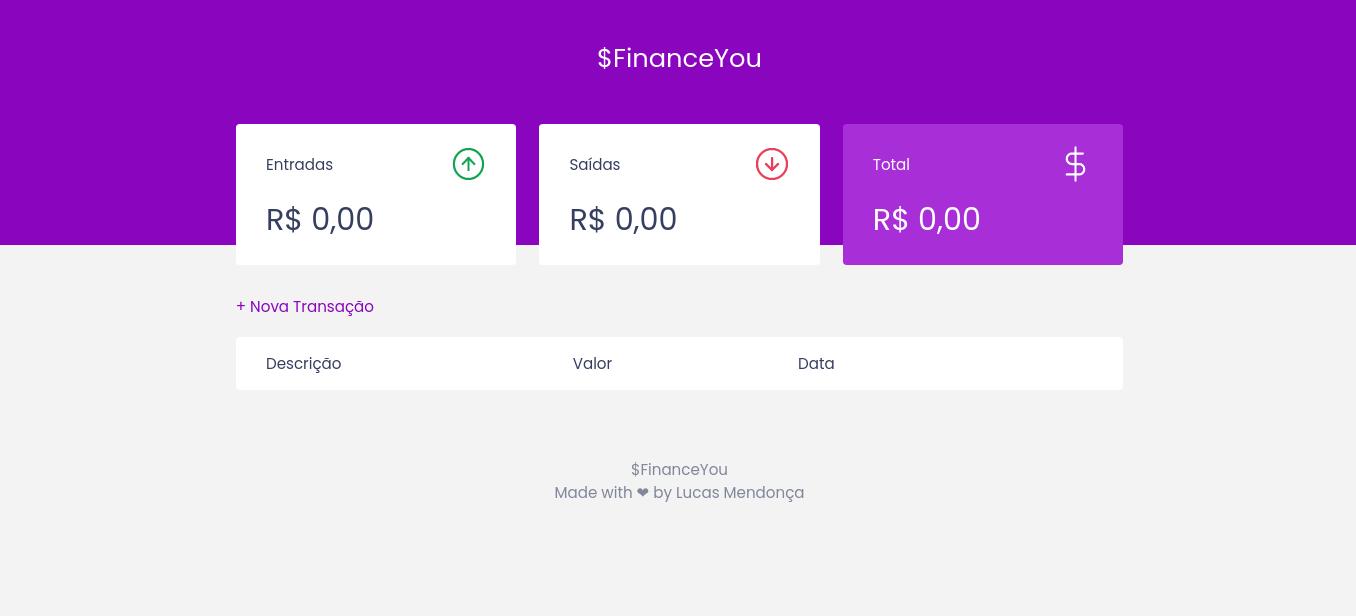 $FinanceYou
Entradas
R$ 0,00
Saídas
R$ 0,00
Total
$
R$ 0,00
+ Nova Transação
Descrição Valor Data
$FinanceYou
Made with ❤ by Lucas Mendonça